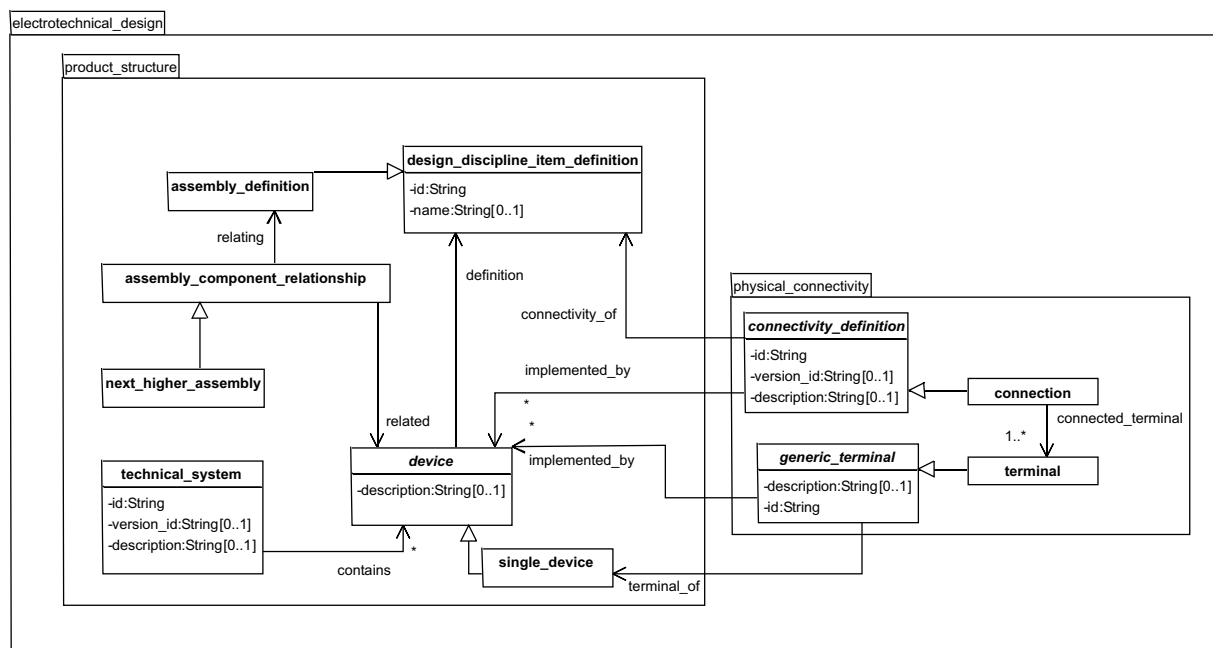 electrotechnical_design
product_structure
design_discipline_item_definition
-id:String
-name:String[0..1]
assembly_definition
relating
assembly_component_relationship
definition
next_higher_assembly
related
technical_system
-id:String
-version_id:String[0..1]
-description:String[0..1]
contains
*
device
-description:String[0..1]
single_device
connectivity_of
implemented_by
*
*
implemented_by
terminal_of
physical_connectivity
connectivity_definition
-id:String
-version_id:String[0..1]
-description:String[0..1]
connection
connected_terminal
1..*
generic_terminal
-description:String[0..1]
-id:String
terminal